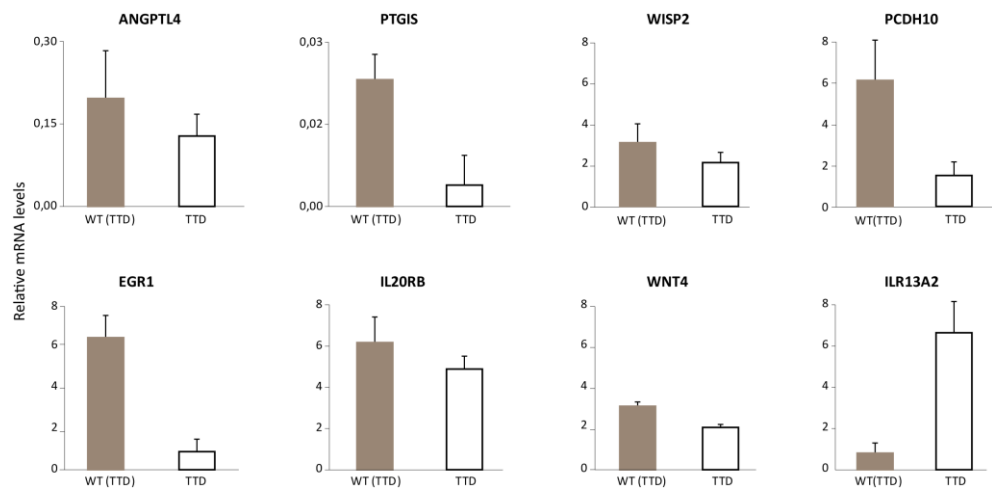 ANGPTL4
PTGIS
WISP2
PCDH10
0,30
0,15
0,00
WT (TTD)
TTD
0,03
0,02
0,00
WT (TTD)
TTD
8
6
4
2
0
WT (TTD)
TTD
8
6
4
2
0
WT(TTD)
TTD
Relative mRNA levels
EGR1
IL20RB
WNT4
ILR13A2
8
6
4
2
0
WT (TTD)
TTD
8
6
4
2
0
WT (TTD)
TTD
8
6
4
2
0
WT (TTD)
TTD
8
6
4
2
0
WT (TTD)
TTD